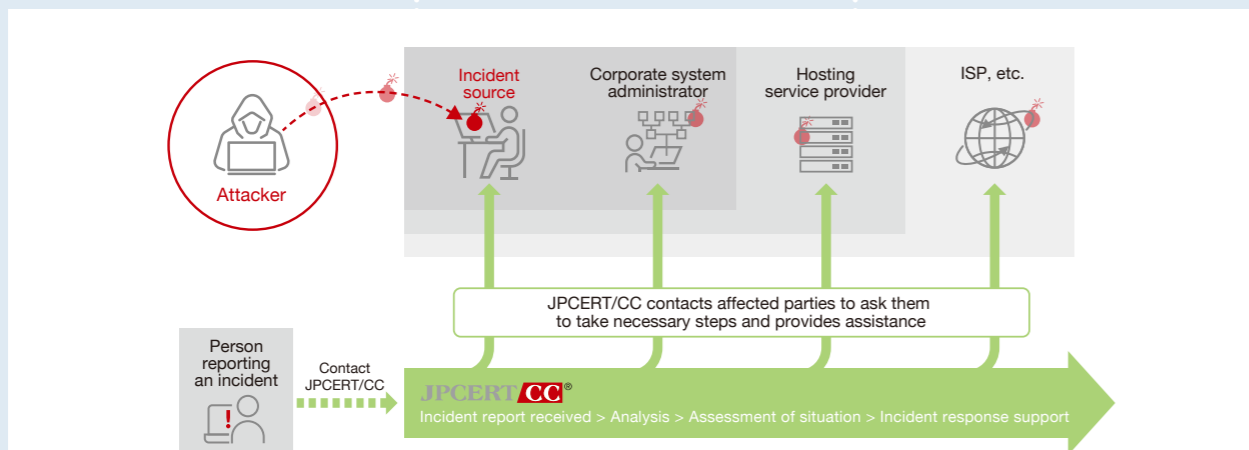 Incident
source
Corporate system
administrator
Hosting
service provider
ISP, etc.
Attacker
JPCERT/CC contacts affected parties to ask them
to take necessary steps and provides assistance
Person
reporting
an incident
!
Contact
JPCERT/CC
JPCERT CC®
Incident report received > Analysis > Assessment of situation > Incident response support